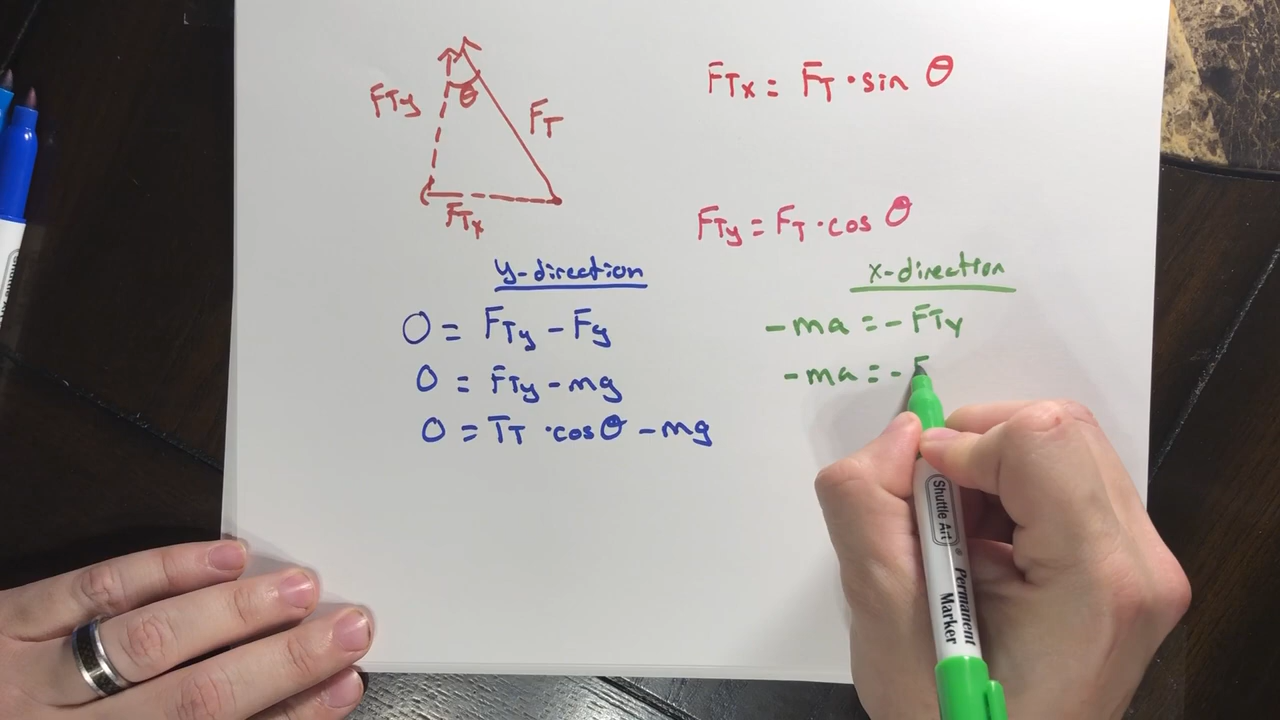 FTy
θ
FT
FTx
FTx = FT · sin θ
FTy = FT · cos θ
y-direction
0 = FTy - Fg
0 = FTy - mg
0 = TT · cos θ - mg
x-direction
- ma = - FTy
- ma = - F
Shuttle Art®
Permanent
Marker